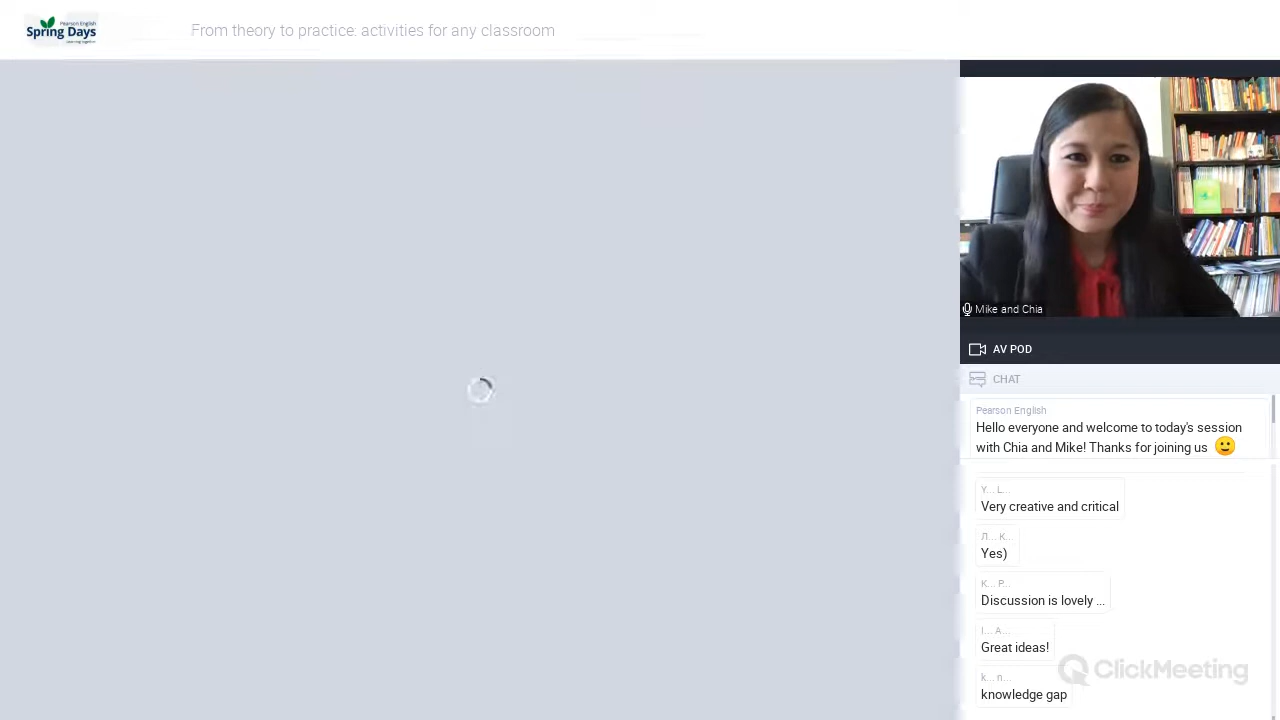 Pearson English
Spring Days
From theory to practice: activities for any classroom
Mike and Chia
AV POD
CHAT
Pearson English
Hello everyone and welcome to today's session
with Chia and Mike! Thanks for joining us 🙂
Y... L...
Very creative and critical
Л... К...
Yes)
K... P...
Discussion is lovely ...
I... A...
Great ideas!
k... n...
knowledge gap
ClickMeeting